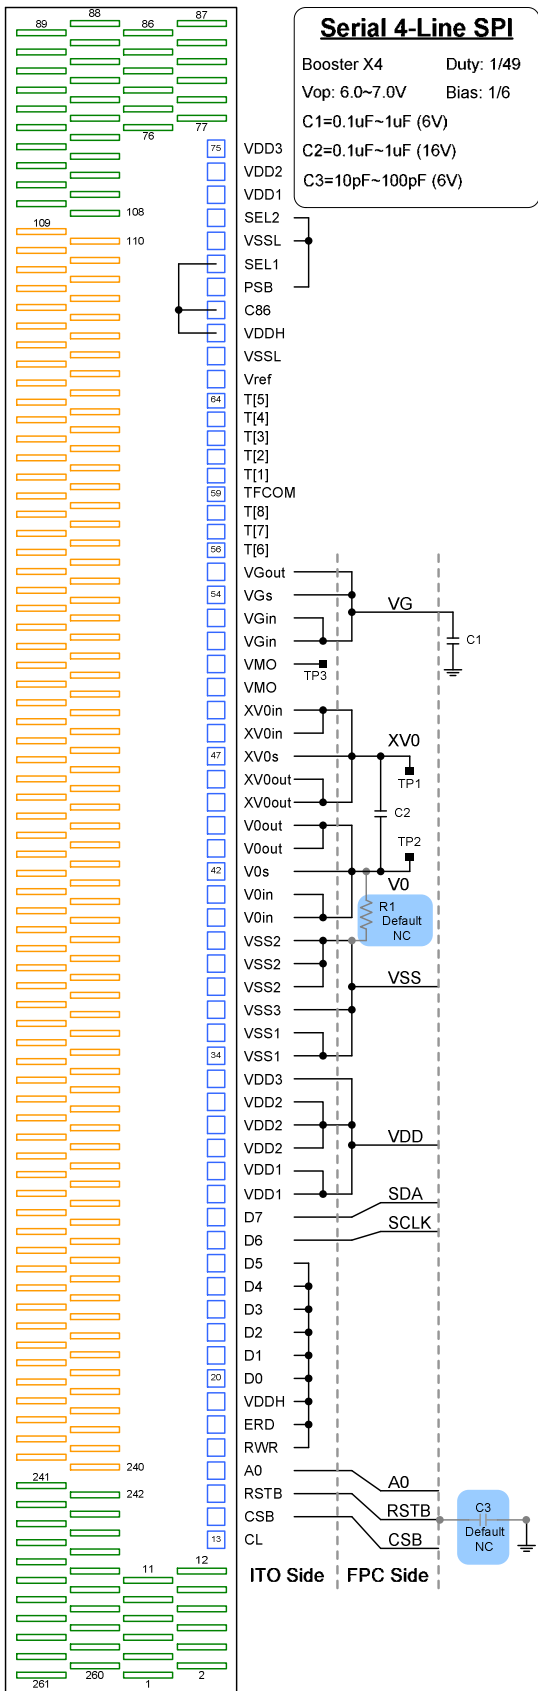 Serial 4-Line SPI
Booster X4 Duty: 1/49
Vop: 6.0~7.0V Bias: 1/6
C1=0.1uF~1uF (6V)
C2=0.1uF~1uF (16V)
C3=10pF~100pF (6V)
89 88 86 87
76 77
75 VDD3
VDD2
VDD1
108 SEL2
109
110 VSSL
SEL1
PSB
C86
VDDH
VSSL
Vref
64 T[5]
T[4]
T[3]
T[2]
T[1]
59 TFCOM
T[8]
T[7]
56 T[6]
VGout
54 VGs
VG
VGin
VGin
C1
VMO
TP3
VMO
XV0in
XV0in
XV0
47 XV0s
XV0out
TP1
XV0out
C2
V0out
V0out
TP2
42 V0s
V0
V0in
R1
V0in
Default
NC
VSS2
VSS2
VSS2
VSS
VSS3
VSS1
34 VSS1
VDD3
VDD2
VDD2
VDD2
VDD
VDD1
VDD1
SDA
D7
SCLK
D6
D5
D4
D3
D2
D1
20 D0
VDDH
ERD
RWR
240 A0
241
A0
242 RSTB
RSTB
C3
CSB
Default
13 CL
CSB
NC
12
11
ITO Side FPC Side
261 260 1 2